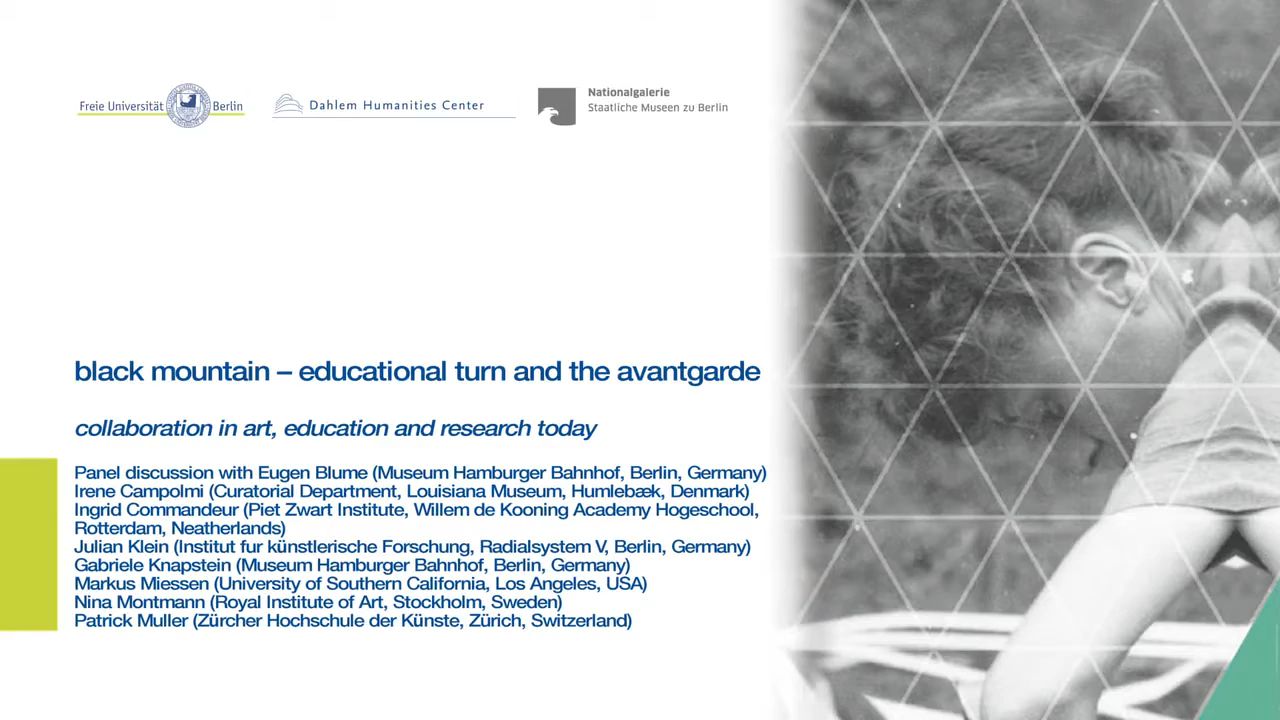 Freie Universität Berlin
Dahlem Humanities Center
Nationalgalerie
Staatliche Museen zu Berlin
black mountain – educational turn and the avantgarde
collaboration in art, education and research today
Panel discussion with Eugen Blume (Museum Hamburger Bahnhof, Berlin, Germany)
Irene Campolmi (Curatorial Department, Louisiana Museum, Humlebæk, Denmark)
Ingrid Commandeur (Piet Zwart Institute, Willem de Kooning Academy Hogeschool,
Rotterdam, Neatherlands)
Julian Klein (Institut fur künstlerische Forschung, Radialsystem V, Berlin, Germany)
Gabriele Knapstein (Museum Hamburger Bahnhof, Berlin, Germany)
Markus Miessen (University of Southern California, Los Angeles, USA)
Nina Montmann (Royal Institute of Art, Stockholm, Sweden)
Patrick Muller (Zürcher Hochschule der Künste, Zürich, Switzerland)